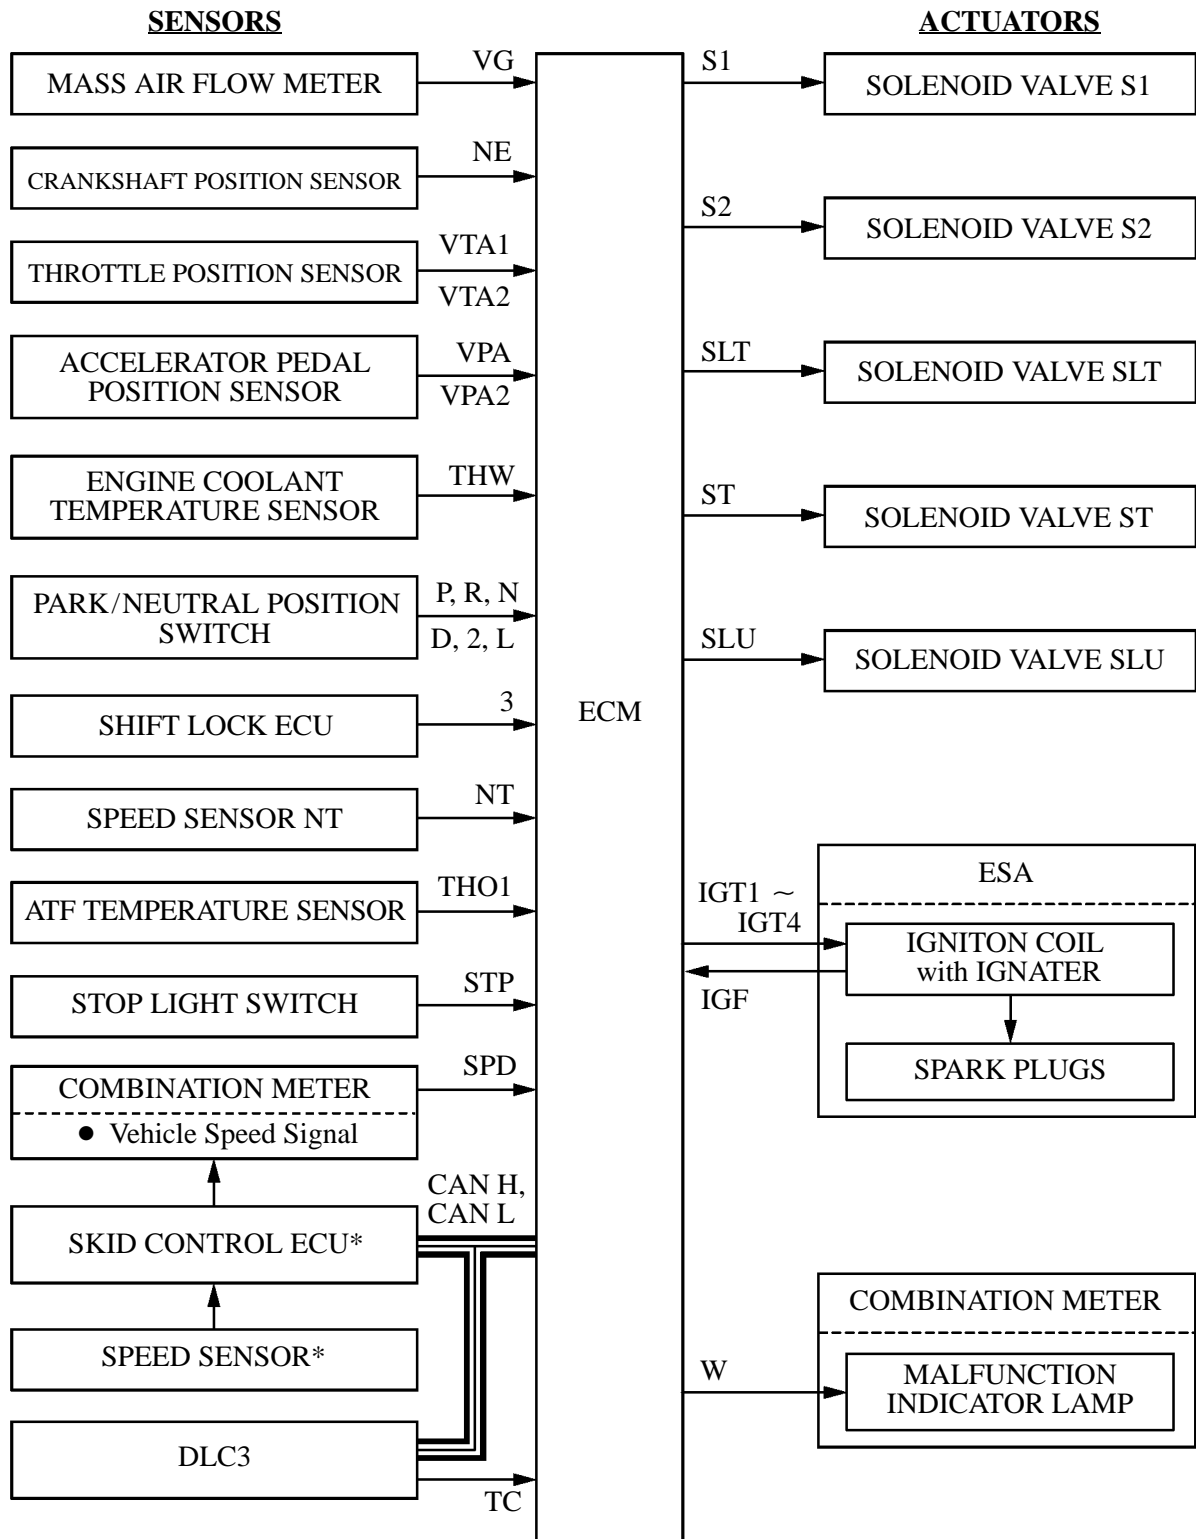 SENSORS
ACTUATORS
MASS AIR FLOW METER
VG
CRANKSHAFT POSITION SENSOR
NE
THROTTLE POSITION SENSOR
VTA1
VTA2
ACCELERATOR PEDAL
POSITION SENSOR
VPA
VPA2
ENGINE COOLANT
TEMPERATURE SENSOR
THW
PARK/NEUTRAL POSITION
SWITCH
P, R, N
D, 2, L
SHIFT LOCK ECU
3
SPEED SENSOR NT
NT
ATF TEMPERATURE SENSOR
THO1
STOP LIGHT SWITCH
STP
COMBINATION METER
● Vehicle Speed Signal
SPD
SKID CONTROL ECU*
CAN H,
CAN L
SPEED SENSOR*
DLC3
TC
ECM
S1
SOLENOID VALVE S1
S2
SOLENOID VALVE S2
SLT
SOLENOID VALVE SLT
ST
SOLENOID VALVE ST
SLU
SOLENOID VALVE SLU
IGT1 ~
IGT4
IGF
ESA
IGNITON COIL
with IGNATER
SPARK PLUGS
W
COMBINATION METER
MALFUNCTION
INDICATOR LAMP